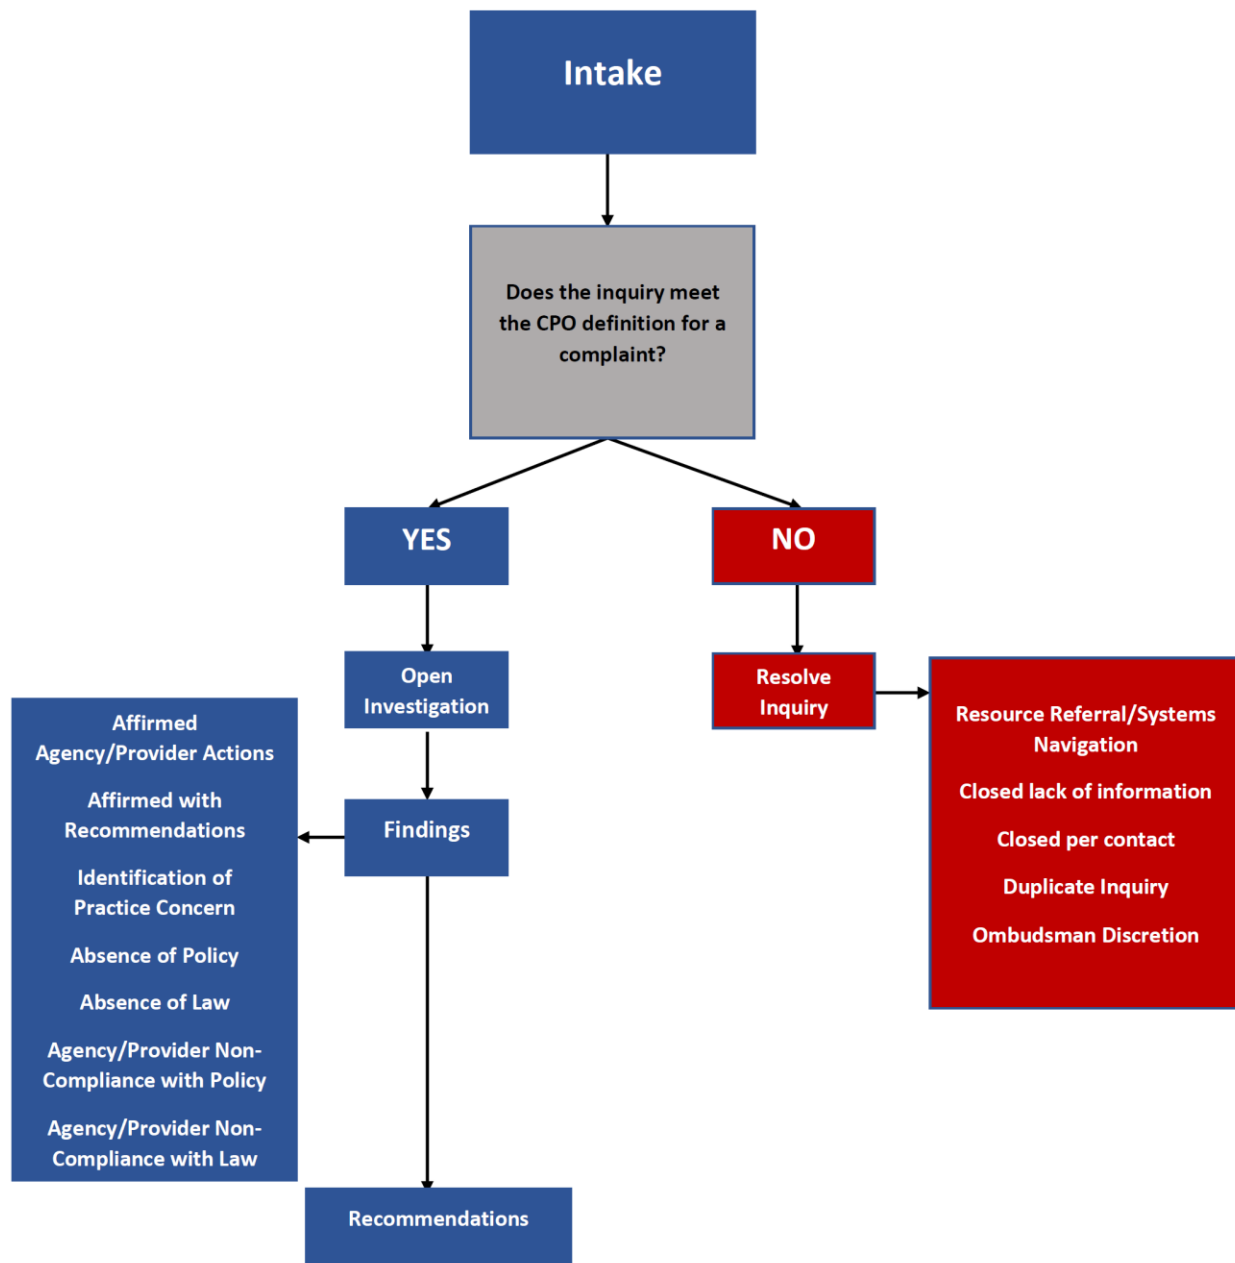 Intake
Does the inquiry meet
the CPO definition for a
complaint?
YES
NO
Open
Investigation
Resolve
Inquiry
Affirmed
Agency/Provider Actions
Affirmed with
Recommendations
Identification of
Practice Concern
Absence of Policy
Absence of Law
Agency/Provider Non-
Compliance with Policy
Agency/Provider Non-
Compliance with Law
Findings
Resource Referral/Systems
Navigation
Closed lack of information
Closed per contact
Duplicate Inquiry
Ombudsman Discretion
Recommendations